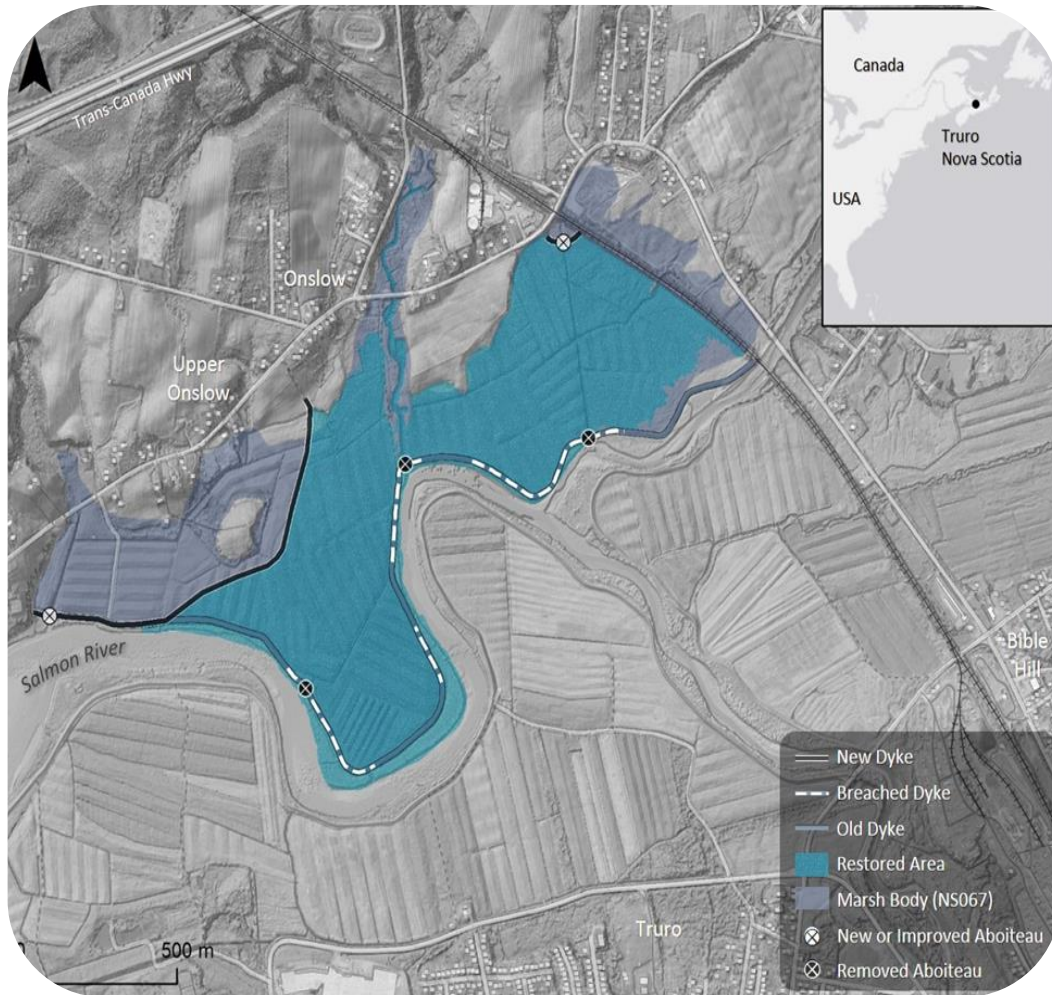 Trans-Canada Hwy
Canada
Truro
Nova Scotia
USA
Onslow
Upper
Onslow
Salmon River
Bible
Hill
New Dyke
Breached Dyke
Old Dyke
Restored Area
Marsh Body (NS067)
New or Improved Aboiteau
Removed Aboiteau
Truro
500 m